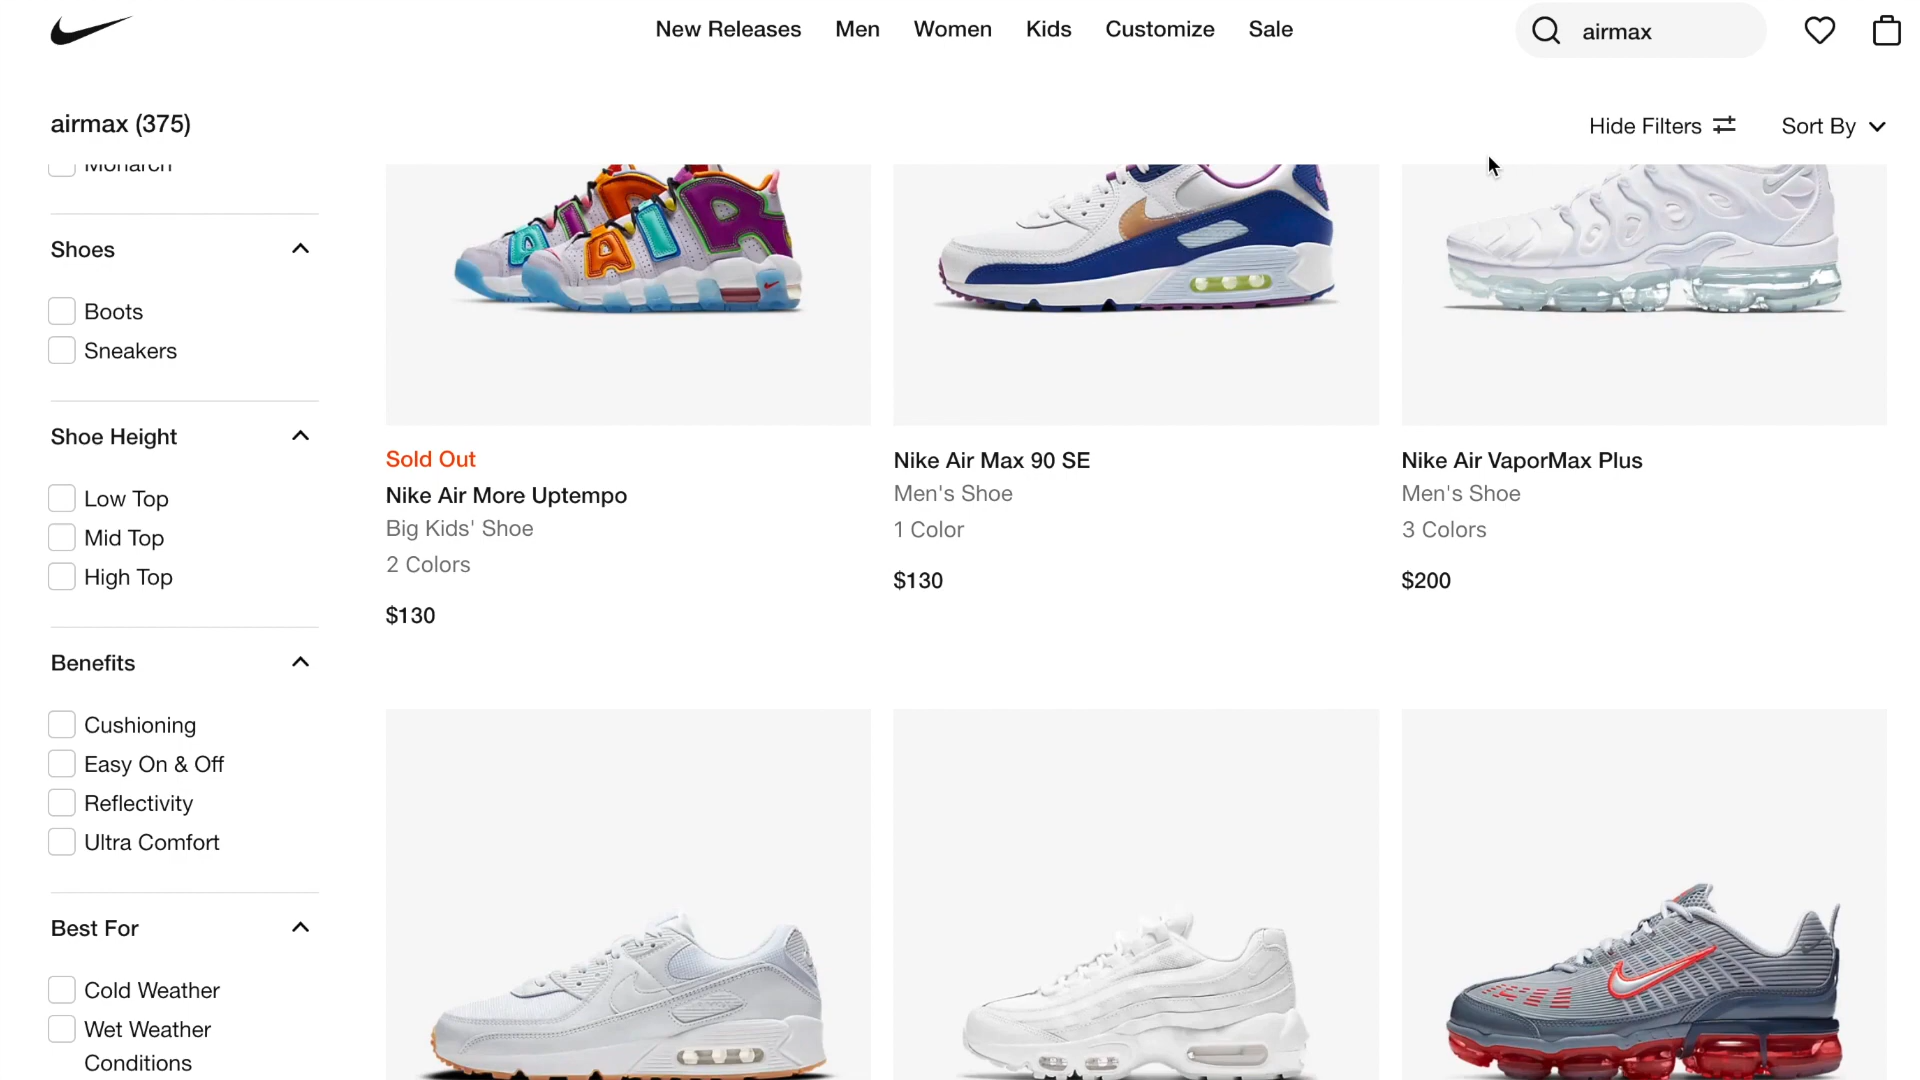 New Releases
Men
Women
Kids
Customize
Sale
airmax
airmax (375)
Hide Filters
Sort By
Monarch
Shoes
Boots
Sneakers
Shoe Height
Low Top
Mid Top
High Top
Benefits
Cushioning
Easy On & Off
Reflectivity
Ultra Comfort
Best For
Cold Weather
Wet Weather
Conditions
AIR
Sold Out
Nike Air More Uptempo
Big Kids' Shoe
2 Colors
$130
Nike Air Max 90 SE
Men's Shoe
1 Color
$130
Nike Air VaporMax Plus
Men's Shoe
3 Colors
$200